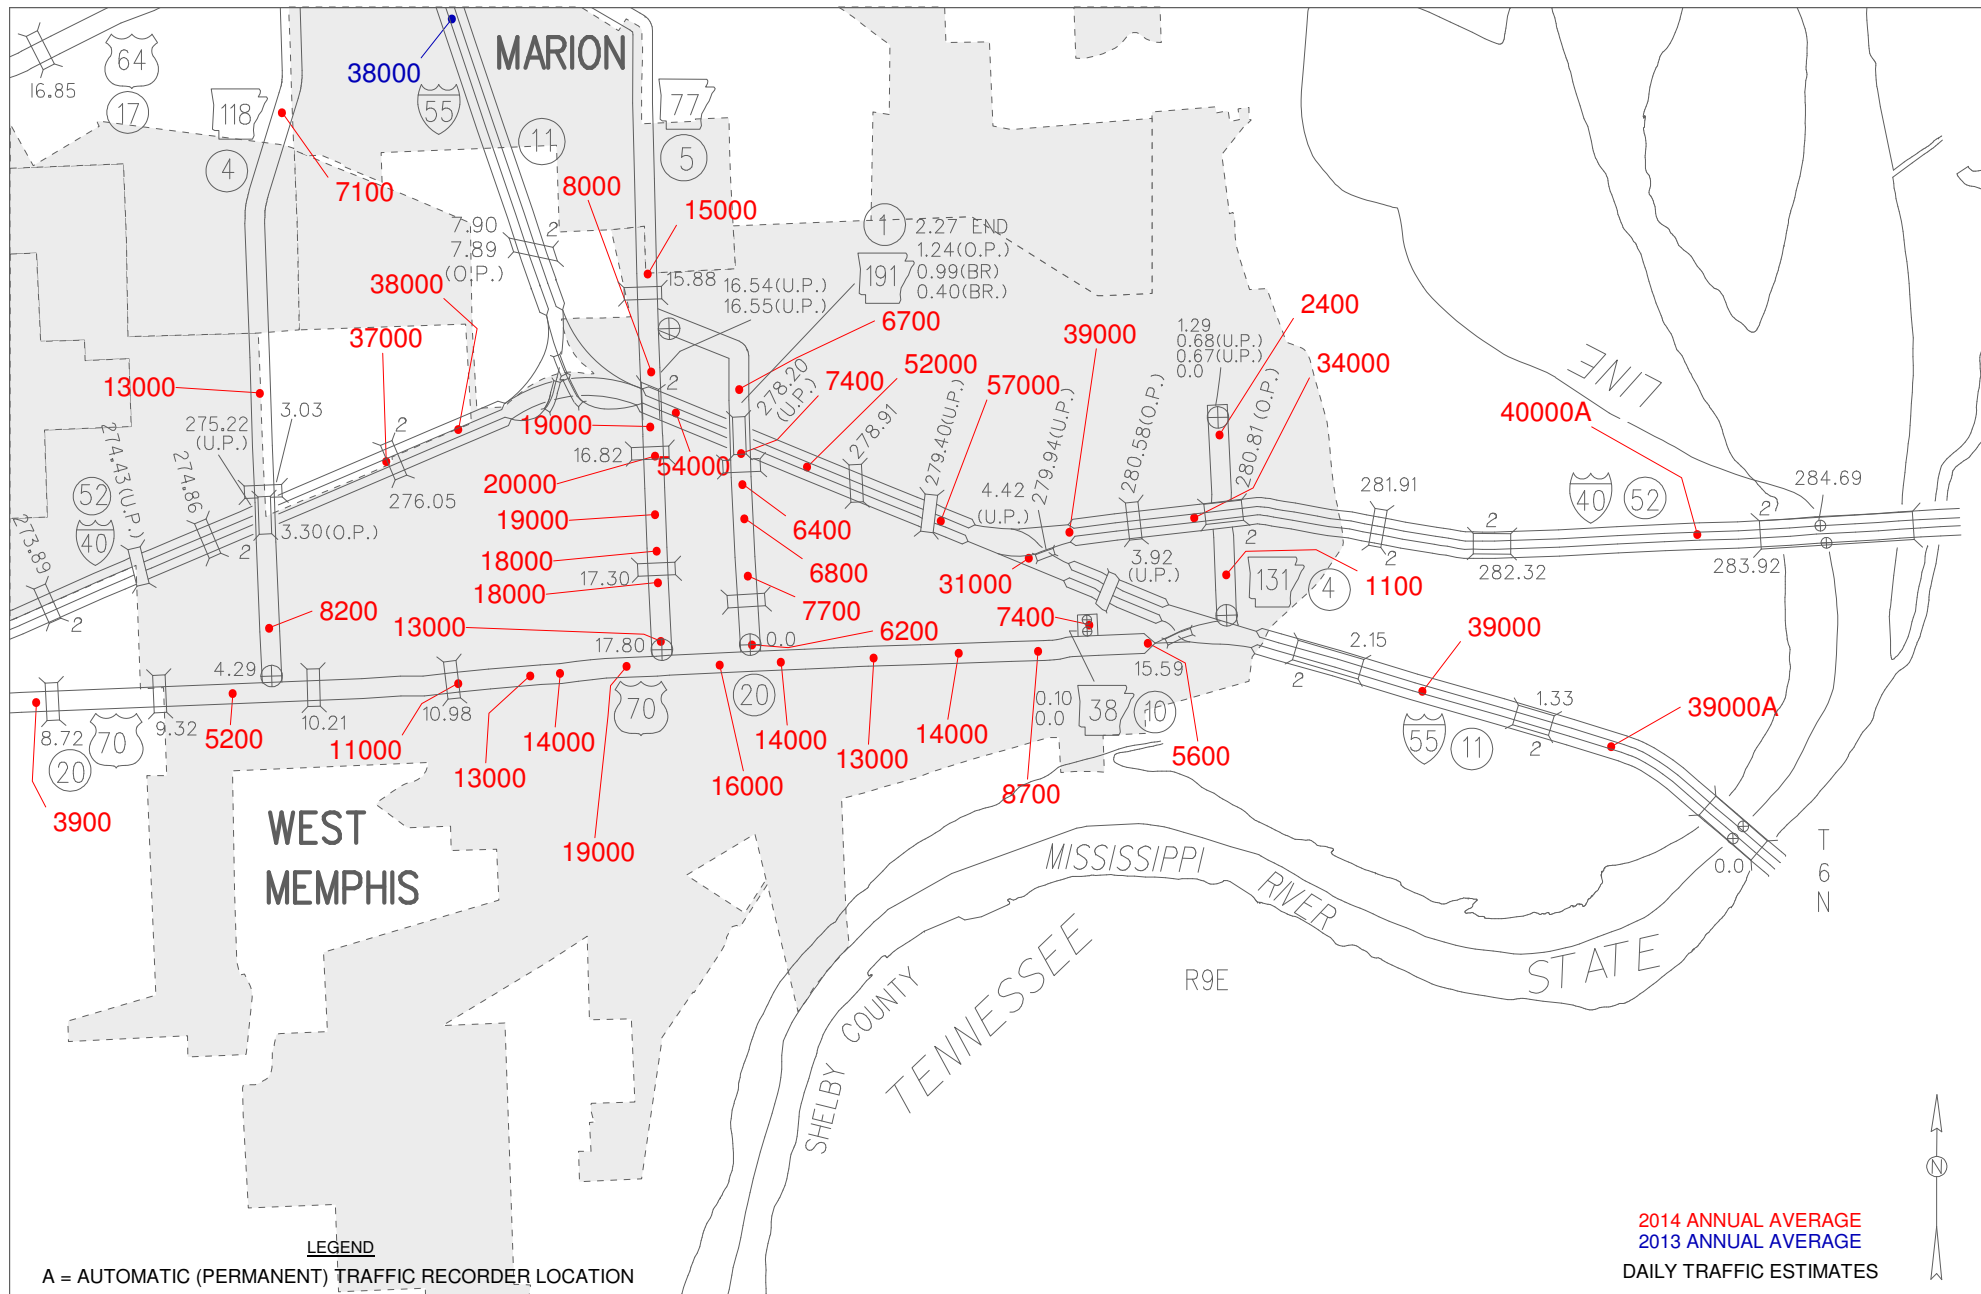 MARION
64
17
16.85
118
4
38000
55
11
77
5
7100
8000
15000
7.90
7.89
(O.P.)
2
1
2.27 END
1.24(O.P.)
0.99(BR)
0.40(BR.)
191
38000
15.88
16.54(U.P.)
16.55(U.P.)
37000
6700
39000
2400
1.29
0.68(U.P.)
0.67(U.P.)
0.0
34000
LINE
13000
3.03
275.22
(U.P.)
2
2
278.20
(U.P.)
7400
52000
57000
278.91
279.40(U.P.)
279.94(U.P.)
280.58(O.P.)
280.81(O.P.)
40000A
19000
16.82
54000
20000
276.05
52
40
274.43(U.P.)
274.86
273.89
2
2
3.30(O.P.)
4.42
(U.P.)
281.91
2
2
2
40
52
284.69
2
283.92
282.32
19000
6400
18000
17.30
18000
6800
31000
3.92
(U.P.)
131
4
1100
7700
8200
13000
17.80
0.0
6200
7400
39000
4.29
15.59
2.15
2
1.33
2
39000A
8.72
20
70
9.32
5200
10.21
10.98
11000
13000
14000
70
20
16000
14000
13000
14000
0.10
0.0
38
10
8700
5600
55
11
3900
19000
WEST
MEMPHIS
0.0
T
6
N
MISSISSIPPI
RIVER
STATE
SHELBY COUNTY
TENNESSEE
R9E
N
LEGEND
A = AUTOMATIC (PERMANENT) TRAFFIC RECORDER LOCATION
2014 ANNUAL AVERAGE
2013 ANNUAL AVERAGE
DAILY TRAFFIC ESTIMATES